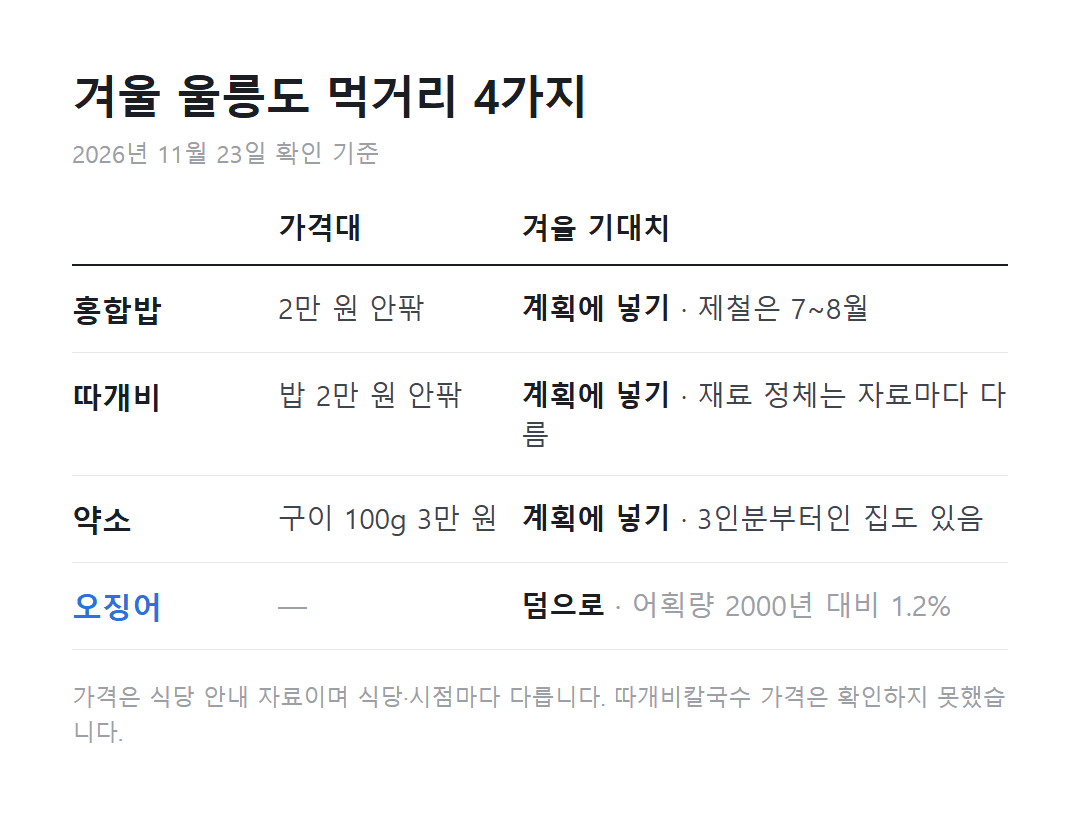 겨울 울릉도 먹거리 4가지
2026년 11월 23일 확인 기준
가격대 겨울 기대치
홍합밥 2만 원 안팎 계획에 넣기 · 제철은 7~8월
따개비 밥 2만 원 안팎 계획에 넣기 · 재료 정체는 자료마다 다
름
약소 구이 100g 3만 원 계획에 넣기 · 3인분부터인 집도 있음
오징어 — 덤으로 · 어획량 2000년 대비 1.2%
가격은 식당 안내 자료이며 식당·시점마다 다릅니다. 따개비칼국수 가격은 확인하지 못했습
니다.